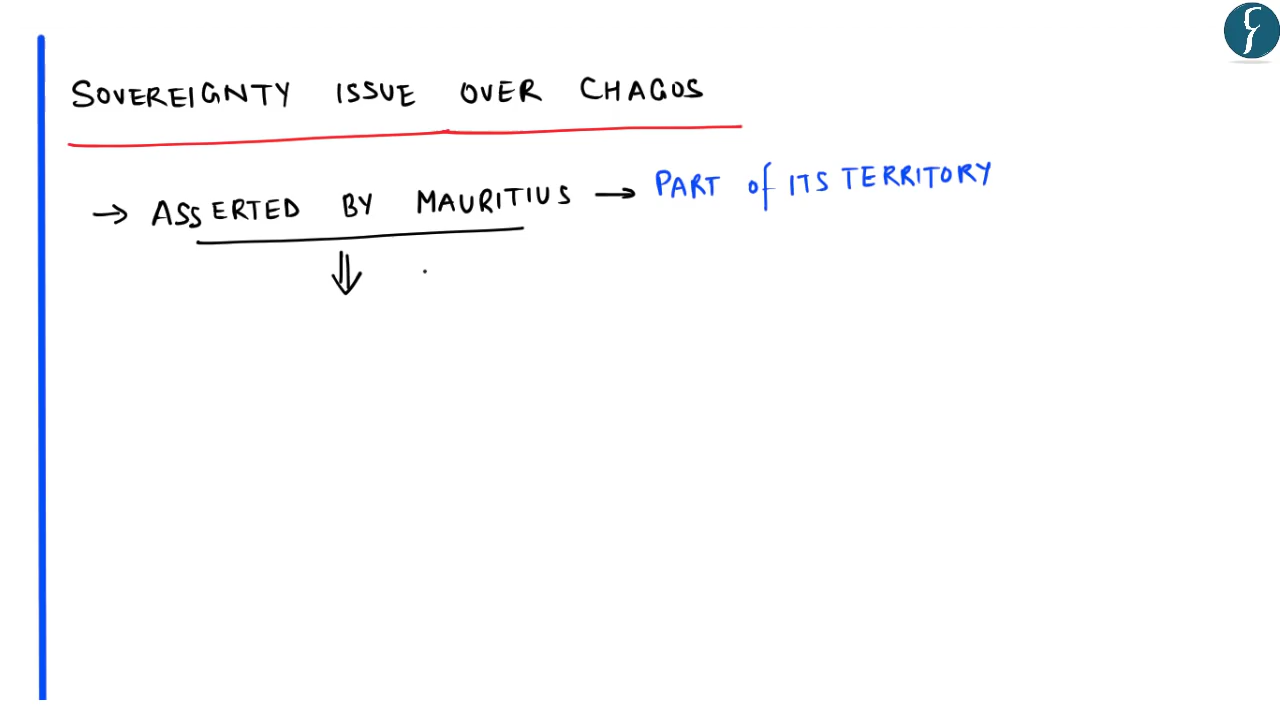 SOVEREIGNTY ISSUE OVER CHAGOS
→ ASSERTED BY MAURITIUS → PART of ITS TERRITORY